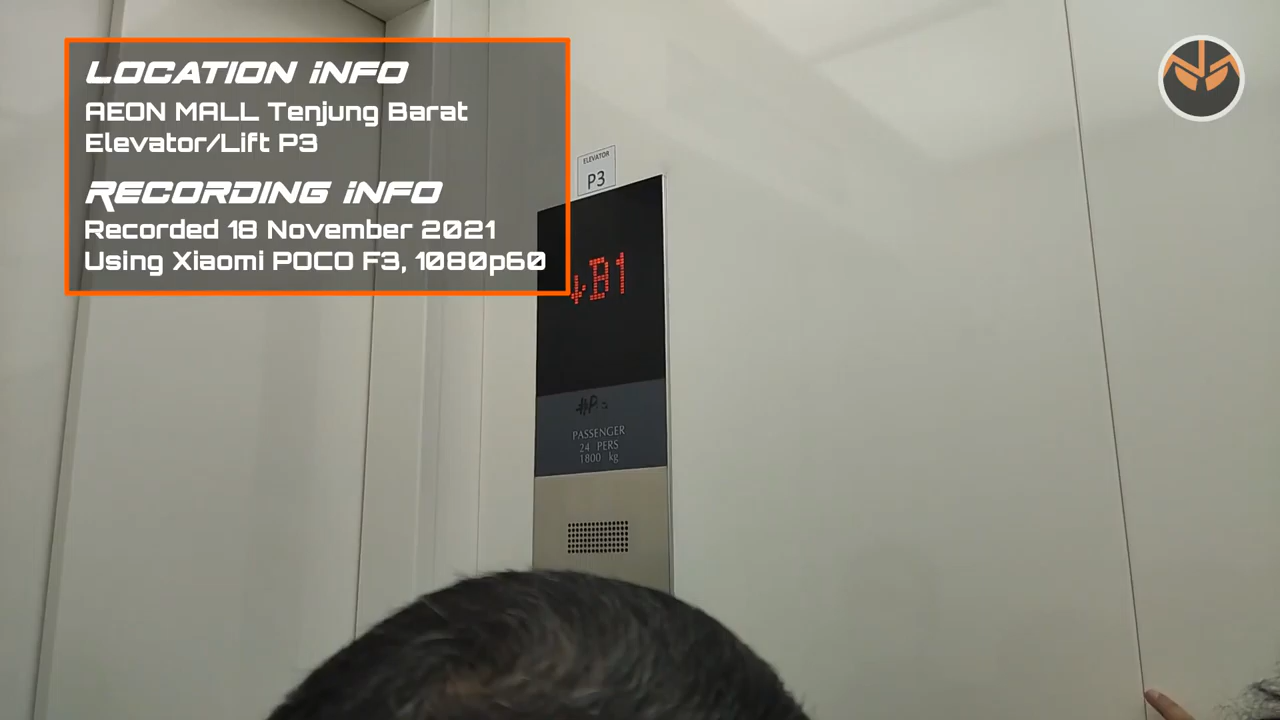 LOCATION INFO
AEON MALL Tenjung Barat
Elevator/Lift P3
RECORDING INFO
Recorded 18 November 2021
Using Xiaomi POCO F3, 1080p60
ELEVATOR
P3
B1
PASSENGER
24 PERS
1800 kg